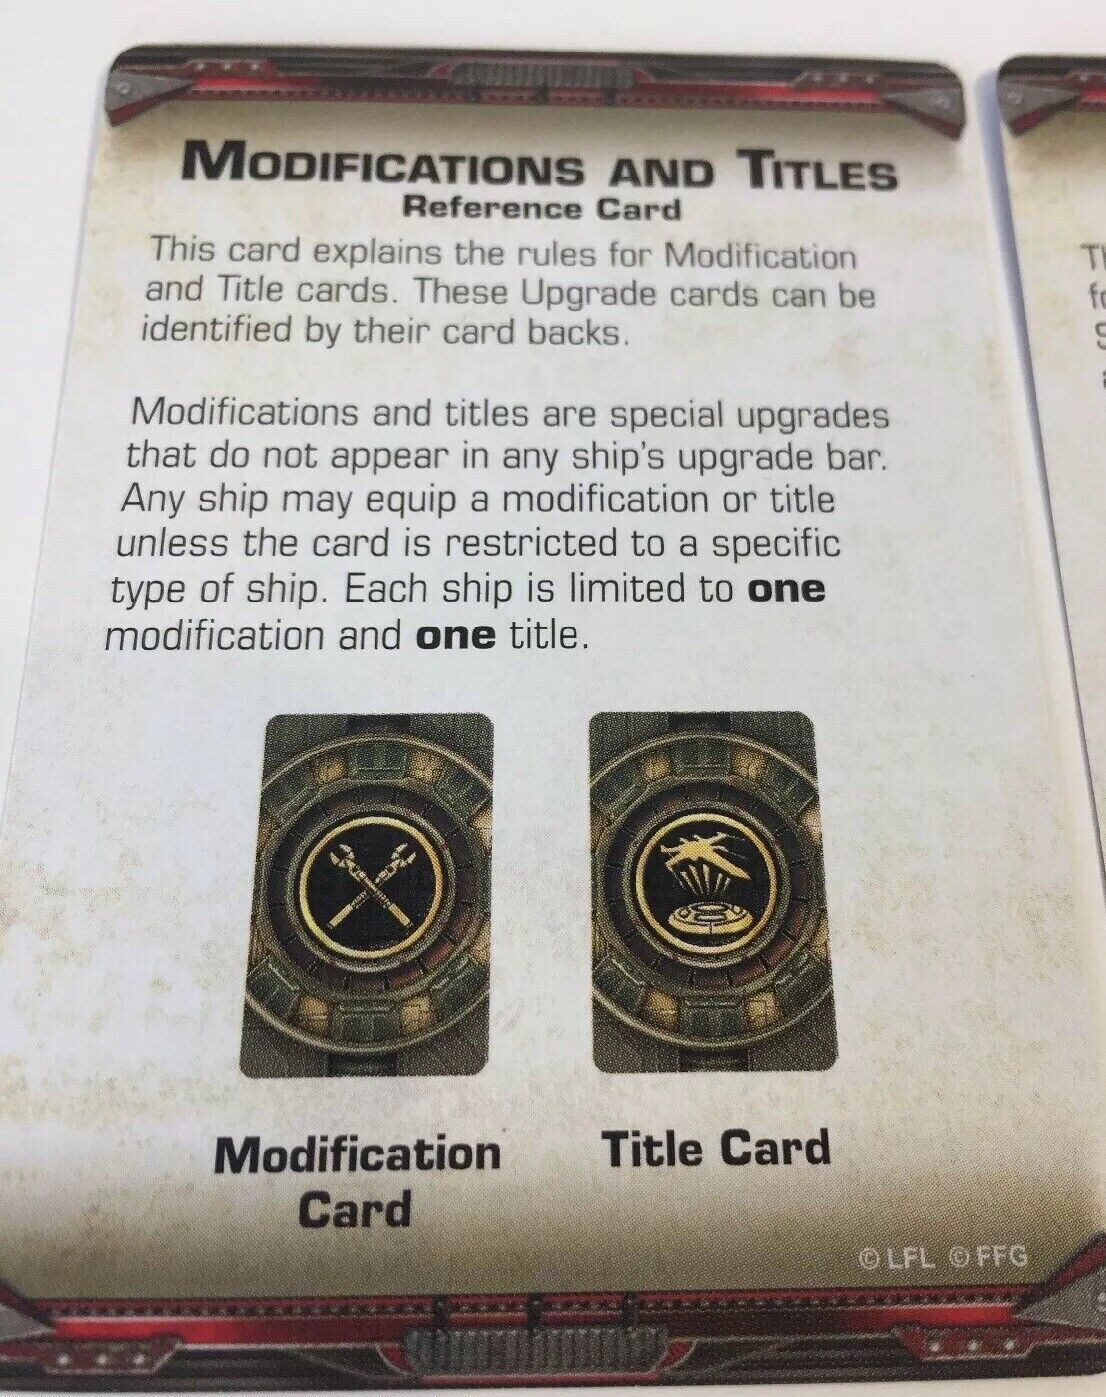 MODIFICATIONS AND TITLES
Reference Card
This card explains the rules for Modification
and Title cards. These Upgrade cards can be
identified by their card backs.
Modifications and titles are special upgrades
that do not appear in any ship's upgrade bar.
Any ship may equip a modification or title
unless the card is restricted to a specific
type of ship. Each ship is limited to one
modification and one title.
Modification
Card
Title Card
© LFL © FFG